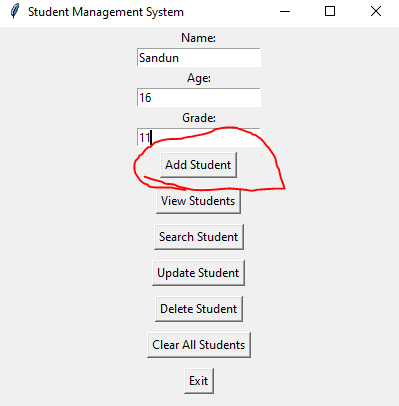 Student Management System
Name:
Sandun
Age:
16
Grade:
11
Add Student
View Students
Search Student
Update Student
Delete Student
Clear All Students
Exit